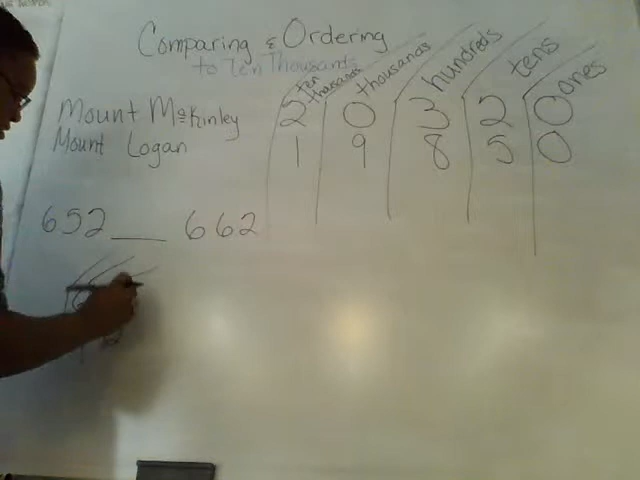 Comparing & Ordering
to Ten Thousands
ten thousands thousands hundreds tens ones
Mount McKinley 2 0 3 2 0
Mount Logan 1 9 8 5 0
652 ___ 662